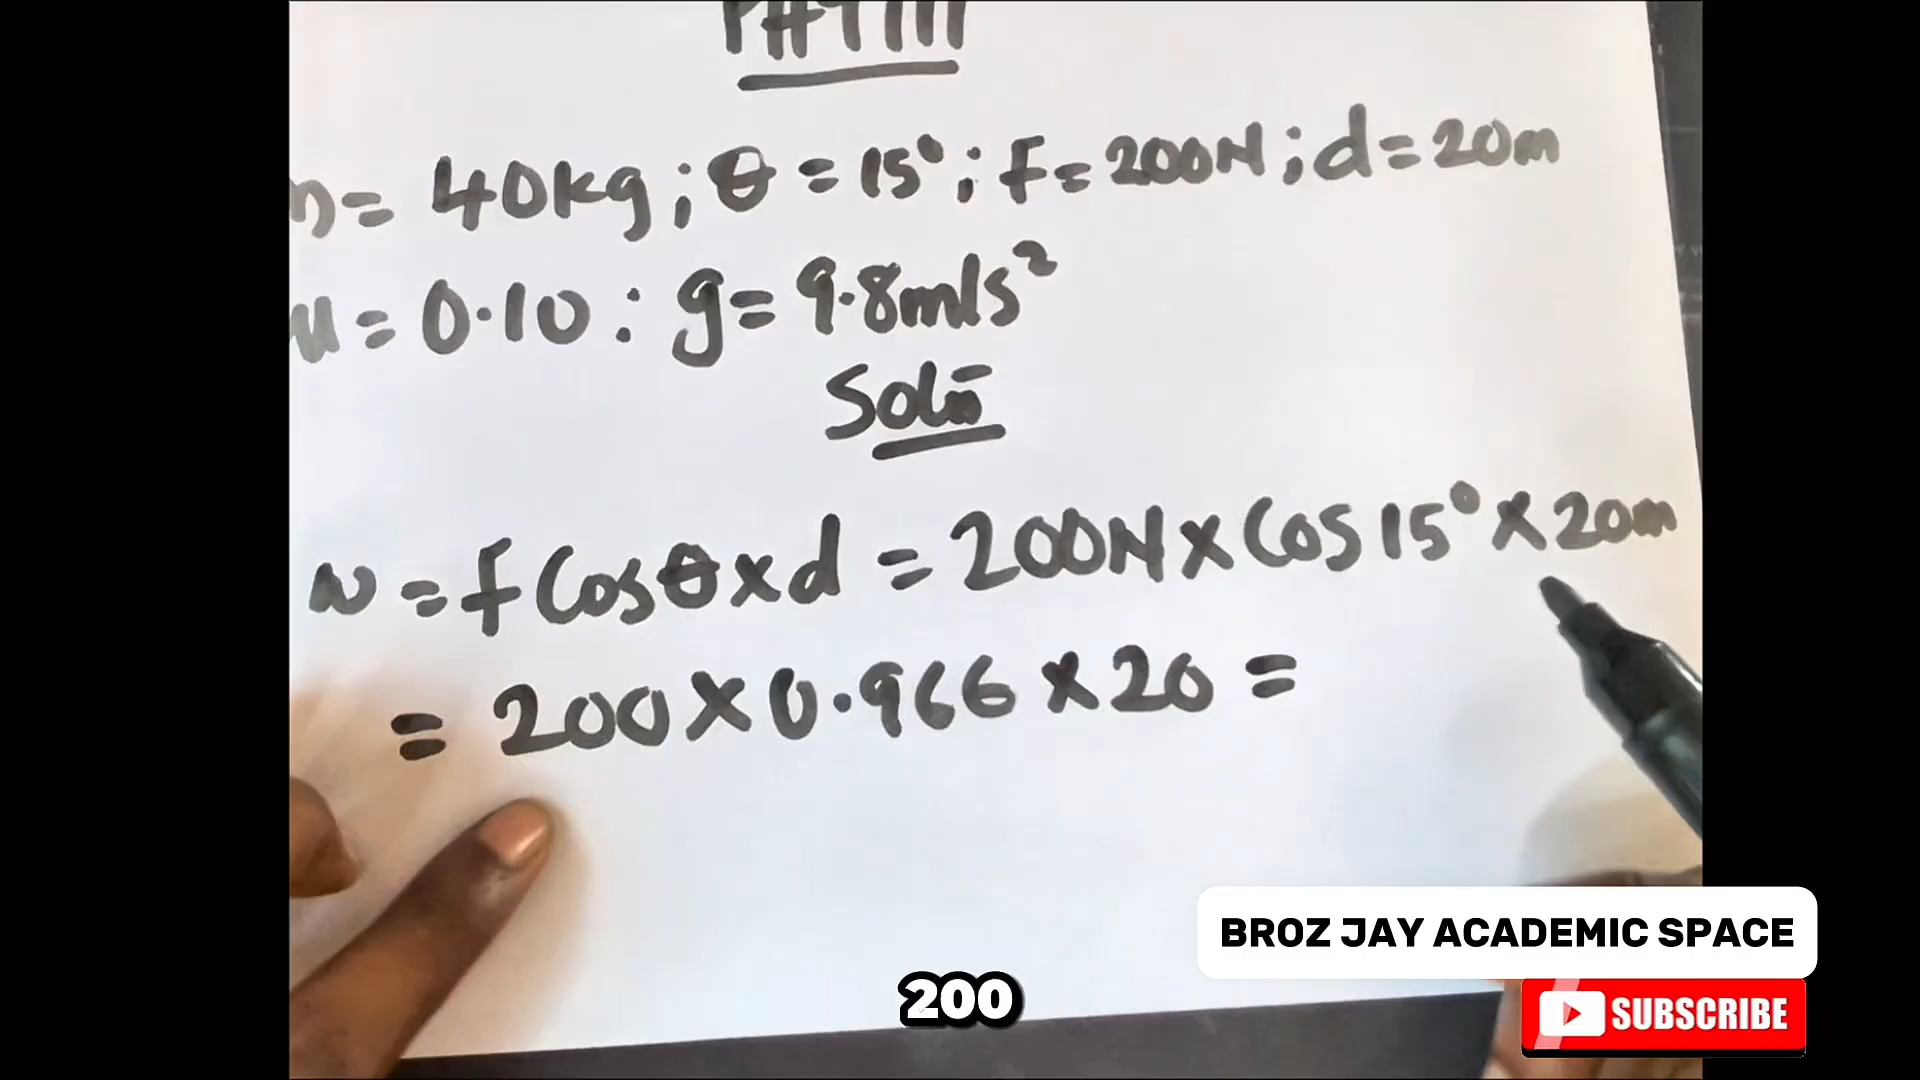 PHY111
m= 40kg; θ = 15°; F= 200N; d= 20m
μ= 0.10: g= 9.8m/s²
Soln
W = f Cosθ x d = 200N x Cos 15° x 20m
= 200 x 0.966 x 20 =
BROZ JAY ACADEMIC SPACE
200
SUBSCRIBE